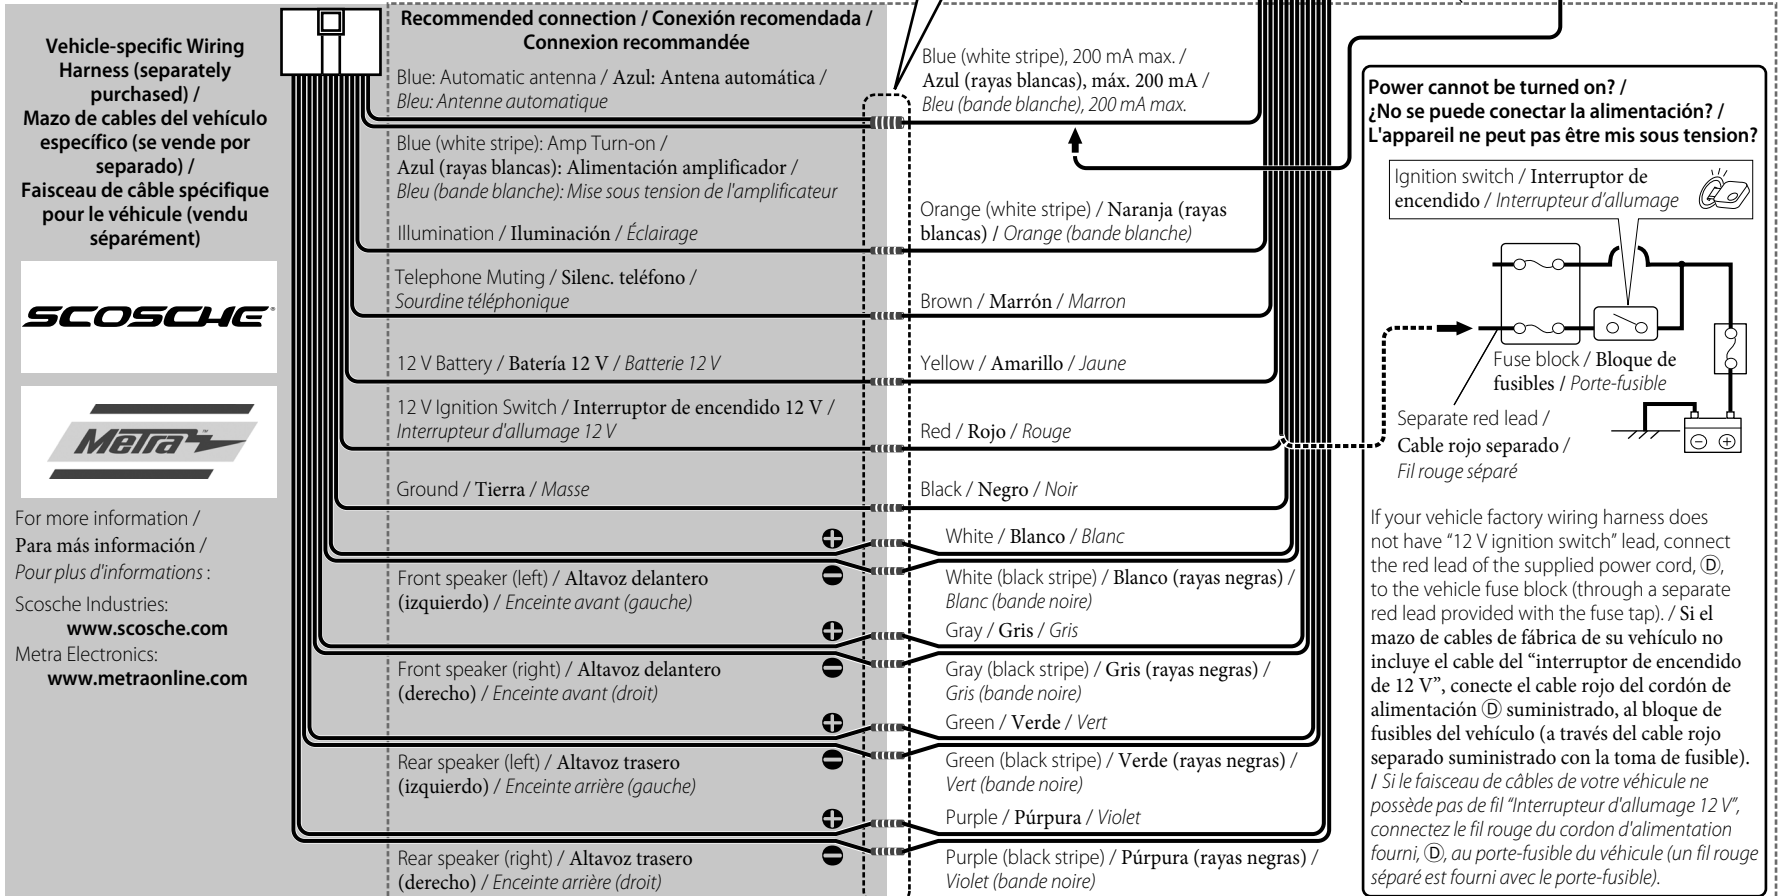 Vehicle-specific Wiring
Harness (separately
purchased) /
Mazo de cables del vehículo
específico (se vende por
separado) /
Faisceau de câble spécifique
pour le véhicule (vendu
séparément)
SCOSCHE
Metra™
For more information /
Para más información /
Pour plus d'informations :
Scosche Industries:
www.scosche.com
Metra Electronics:
www.metraonline.com
Recommended connection / Conexión recomendada /
Connexion recommandée
Blue: Automatic antenna / Azul: Antena automática /
Bleu: Antenne automatique
Blue (white stripe): Amp Turn-on /
Azul (rayas blancas): Alimentación amplificador /
Bleu (bande blanche): Mise sous tension de l'amplificateur
Illumination / Iluminación / Éclairage
Telephone Muting / Silenc. teléfono /
Sourdine téléphonique
12 V Battery / Batería 12 V / Batterie 12 V
12 V Ignition Switch / Interruptor de encendido 12 V /
Interrupteur d'allumage 12 V
Ground / Tierra / Masse
Front speaker (left) / Altavoz delantero
(izquierdo) / Enceinte avant (gauche)
Front speaker (right) / Altavoz delantero
(derecho) / Enceinte avant (droit)
Rear speaker (left) / Altavoz trasero
(izquierdo) / Enceinte arrière (gauche)
Rear speaker (right) / Altavoz trasero
(derecho) / Enceinte arrière (droit)
Blue (white stripe), 200 mA max. /
Azul (rayas blancas), máx. 200 mA /
Bleu (bande blanche), 200 mA max.
Orange (white stripe) / Naranja (rayas
blancas) / Orange (bande blanche)
Brown / Marrón / Marron
Yellow / Amarillo / Jaune
Red / Rojo / Rouge
Black / Negro / Noir
White / Blanco / Blanc
White (black stripe) / Blanco (rayas negras) /
Blanc (bande noire)
Gray / Gris / Gris
Gray (black stripe) / Gris (rayas negras) /
Gris (bande noire)
Green / Verde / Vert
Green (black stripe) / Verde (rayas negras) /
Vert (bande noire)
Purple / Púrpura / Violet
Purple (black stripe) / Púrpura (rayas negras) /
Violet (bande noire)
Power cannot be turned on? /
¿No se puede conectar la alimentación? /
L'appareil ne peut pas être mis sous tension?
Ignition switch / Interruptor de
encendido / Interrupteur d'allumage
Fuse block / Bloque de
fusibles / Porte-fusible
Separate red lead /
Cable rojo separado /
Fil rouge séparé
If your vehicle factory wiring harness does
not have “12 V ignition switch” lead, connect
the red lead of the supplied power cord, Ⓓ,
to the vehicle fuse block (through a separate
red lead provided with the fuse tap). / Si el
mazo de cables de fábrica de su vehículo no
incluye el cable del “interruptor de encendido
de 12 V”, conecte el cable rojo del cordón de
alimentación Ⓓ suministrado, al bloque de
fusibles del vehículo (a través del cable rojo
separado suministrado con la toma de fusible).
/ Si le faisceau de câbles de votre véhicule ne
possède pas de fil “Interrupteur d'allumage 12 V”,
connectez le fil rouge du cordon d'alimentation
fourni, Ⓓ, au porte-fusible du véhicule (un fil rouge
séparé est fourni avec le porte-fusible).